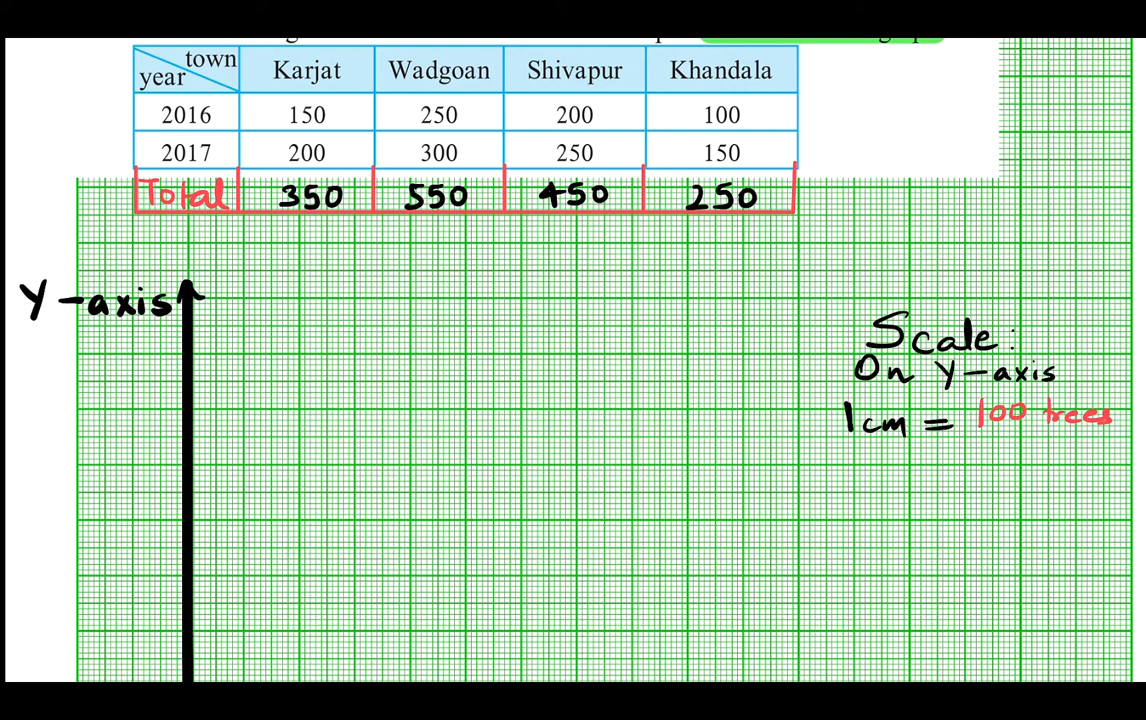 town
year Karjat Wadgoan Shivapur Khandala
2016 150 250 200 100
2017 200 300 250 150
Total 350 550 450 250
Y-axis
Scale:
On Y-axis
1cm = 100 trees